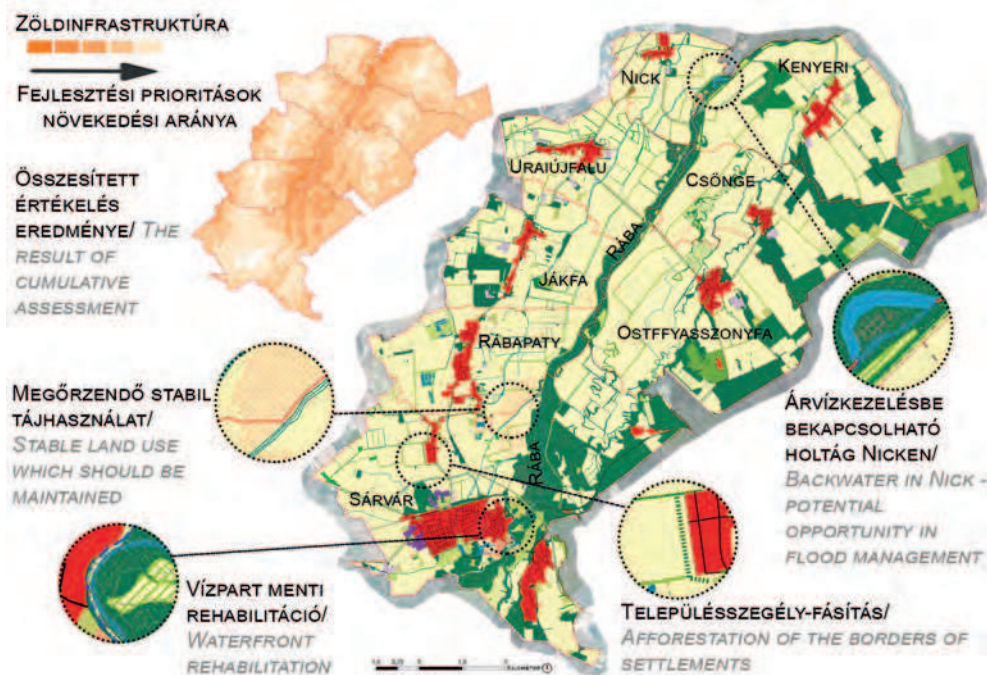 ZÖLDINFRASTRUKTÚRA
FEJLESZTÉSI PRIORITÁSOK
NÖVEKEDÉSI ARÁNYA
ÖSSZESÍTETT
ÉRTÉKELÉS
EREDMÉNYE/ THE
RESULT OF
CUMULATIVE
ASSESSMENT
NICK
KENYERI
URAIÚJFALU
CSÖNGE
RÁBA
JÁKFA
OSTFFYASSZONYFA
RÁBAPATY
MEGŐRZENDŐ STABIL
TÁJHASZNÁLAT/
STABLE LAND USE
WHICH SHOULD BE
MAINTAINED
ÁRVÍZKEZELÉSBE
BEKAPCSOLHATÓ
HOLTÁG NICKEN/
BACKWATER IN NICK -
POTENTIAL
OPPORTUNITY IN
FLOOD MANAGEMENT
RÁBA
SÁRVÁR
VÍZPART MENTI
REHABILITÁCIÓ/
WATERFRONT
REHABILITATION
TELEPÜLÉSSZEGÉLY-FÁSÍTÁS/
AFFORESTATION OF THE BORDERS OF
SETTLEMENTS
KILOMETER